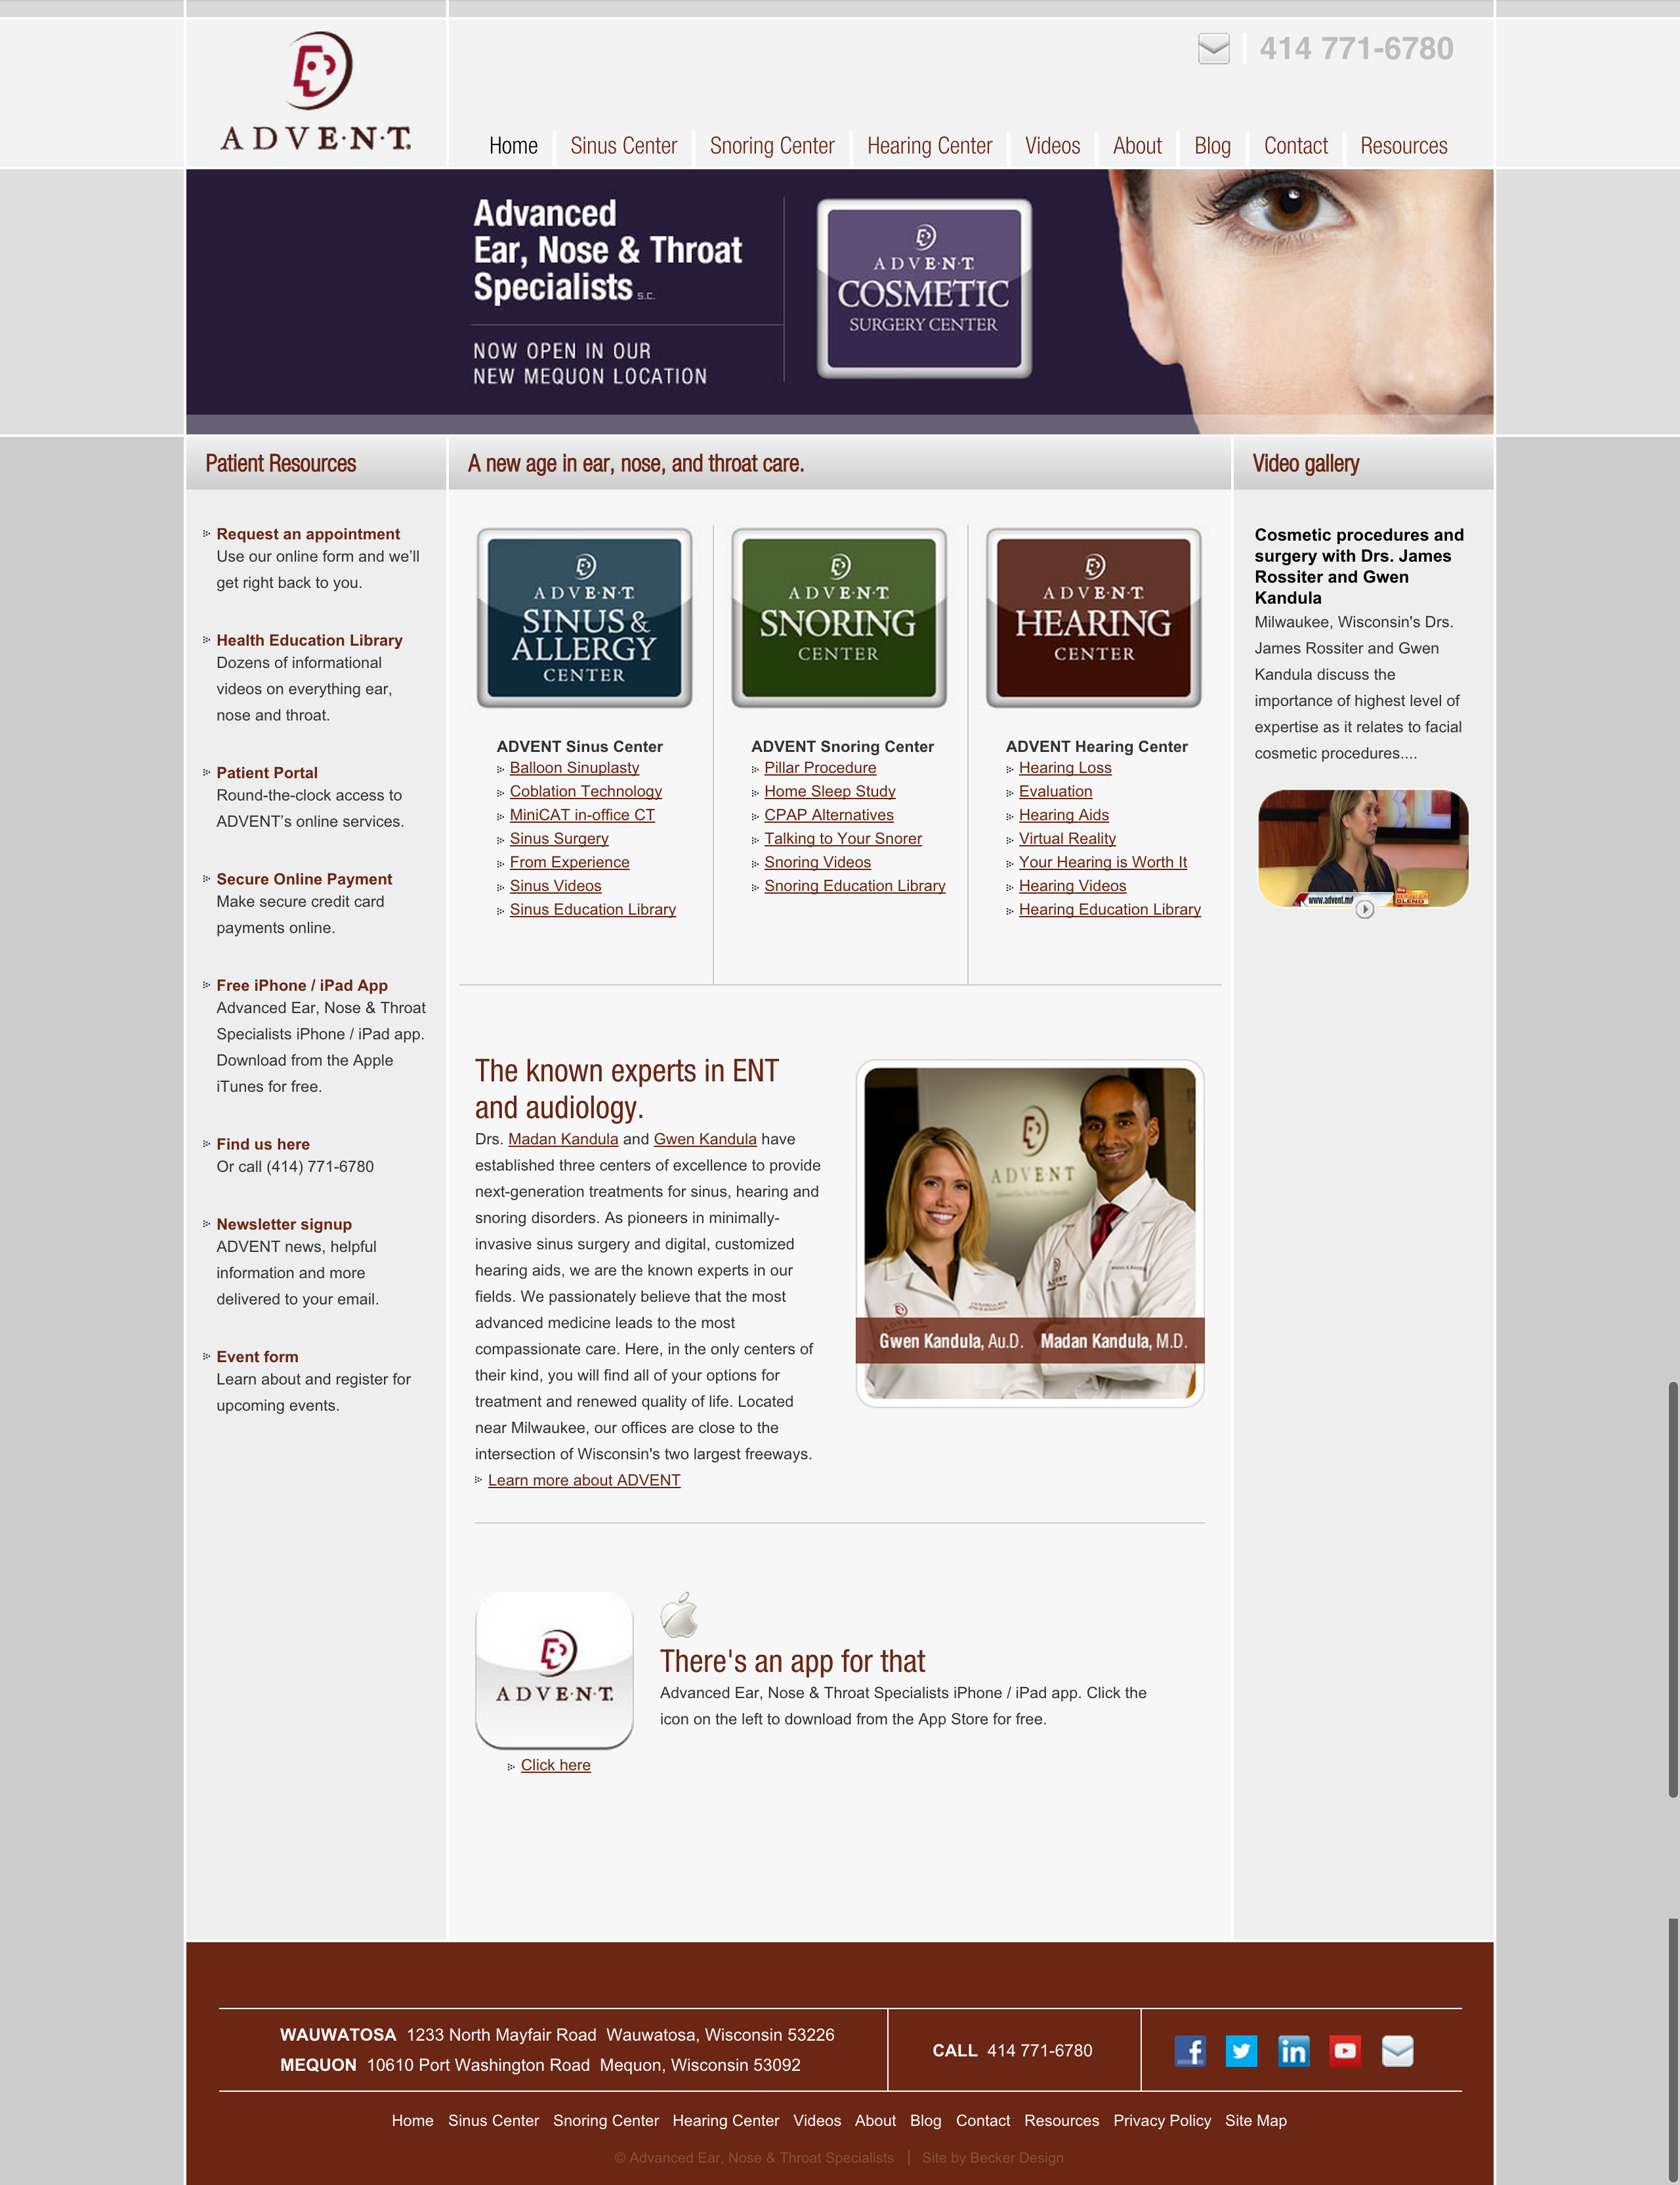 ADVE·N·T.
414 771-6780
Home Sinus Center Snoring Center Hearing Center Videos About Blog Contact Resources
Advanced
Ear, Nose & Throat
Specialists s.c.
NOW OPEN IN OUR
NEW MEQUON LOCATION
ADVE·N·T.
COSMETIC
SURGERY CENTER
Patient Resources
Request an appointment
Use our online form and we'll
get right back to you.
Health Education Library
Dozens of informational
videos on everything ear,
nose and throat.
Patient Portal
Round-the-clock access to
ADVENT's online services.
Secure Online Payment
Make secure credit card
payments online.
Free iPhone / iPad App
Advanced Ear, Nose & Throat
Specialists iPhone / iPad app.
Download from the Apple
iTunes for free.
Find us here
Or call (414) 771-6780
Newsletter signup
ADVENT news, helpful
information and more
delivered to your email.
Event form
Learn about and register for
upcoming events.
A new age in ear, nose, and throat care.
ADVE·N·T.
SINUS &
ALLERGY
CENTER
ADVENT Sinus Center
Balloon Sinuplasty
Coblation Technology
MiniCAT in-office CT
Sinus Surgery
From Experience
Sinus Videos
Sinus Education Library
ADVE·N·T.
SNORING
CENTER
ADVENT Snoring Center
Pillar Procedure
Home Sleep Study
CPAP Alternatives
Talking to Your Snorer
Snoring Videos
Snoring Education Library
ADVE·N·T.
HEARING
CENTER
ADVENT Hearing Center
Hearing Loss
Evaluation
Hearing Aids
Virtual Reality
Your Hearing is Worth It
Hearing Videos
Hearing Education Library
The known experts in ENT
and audiology.
Drs. Madan Kandula and Gwen Kandula have
established three centers of excellence to provide
next-generation treatments for sinus, hearing and
snoring disorders. As pioneers in minimally-
invasive sinus surgery and digital, customized
hearing aids, we are the known experts in our
fields. We passionately believe that the most
advanced medicine leads to the most
compassionate care. Here, in the only centers of
their kind, you will find all of your options for
treatment and renewed quality of life. Located
near Milwaukee, our offices are close to the
intersection of Wisconsin's two largest freeways.
Learn more about ADVENT
ADVENT
Gwen Kandula, Au.D. Madan Kandula, M.D.
ADVE·N·T.
Click here
There's an app for that
Advanced Ear, Nose & Throat Specialists iPhone / iPad app. Click the
icon on the left to download from the App Store for free.
Video gallery
Cosmetic procedures and
surgery with Drs. James
Rossiter and Gwen
Kandula
Milwaukee, Wisconsin's Drs.
James Rossiter and Gwen
Kandula discuss the
importance of highest level of
expertise as it relates to facial
cosmetic procedures....
www.advent.md
BLEND
WAUWATOSA 1233 North Mayfair Road Wauwatosa, Wisconsin 53226
MEQUON 10610 Port Washington Road Mequon, Wisconsin 53092
CALL 414 771-6780
f in
Home Sinus Center Snoring Center Hearing Center Videos About Blog Contact Resources Privacy Policy Site Map
© Advanced Ear, Nose & Throat Specialists | Site by Becker Design